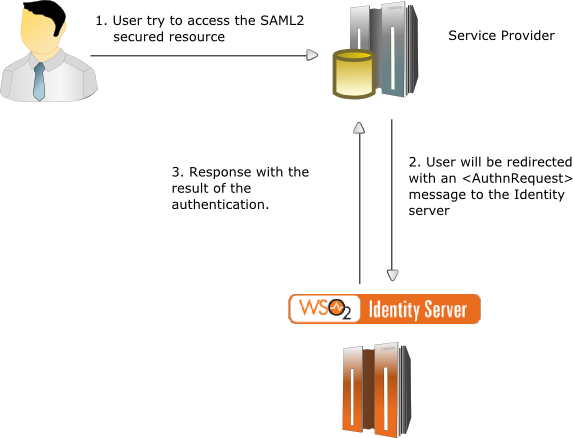 1. User try to access the SAML2
secured resource
Service Provider
3. Response with the
result of the
authentication.
2. User will be redirected
with an <AuthnRequest>
message to the Identity
server
WSO2 Identity Server